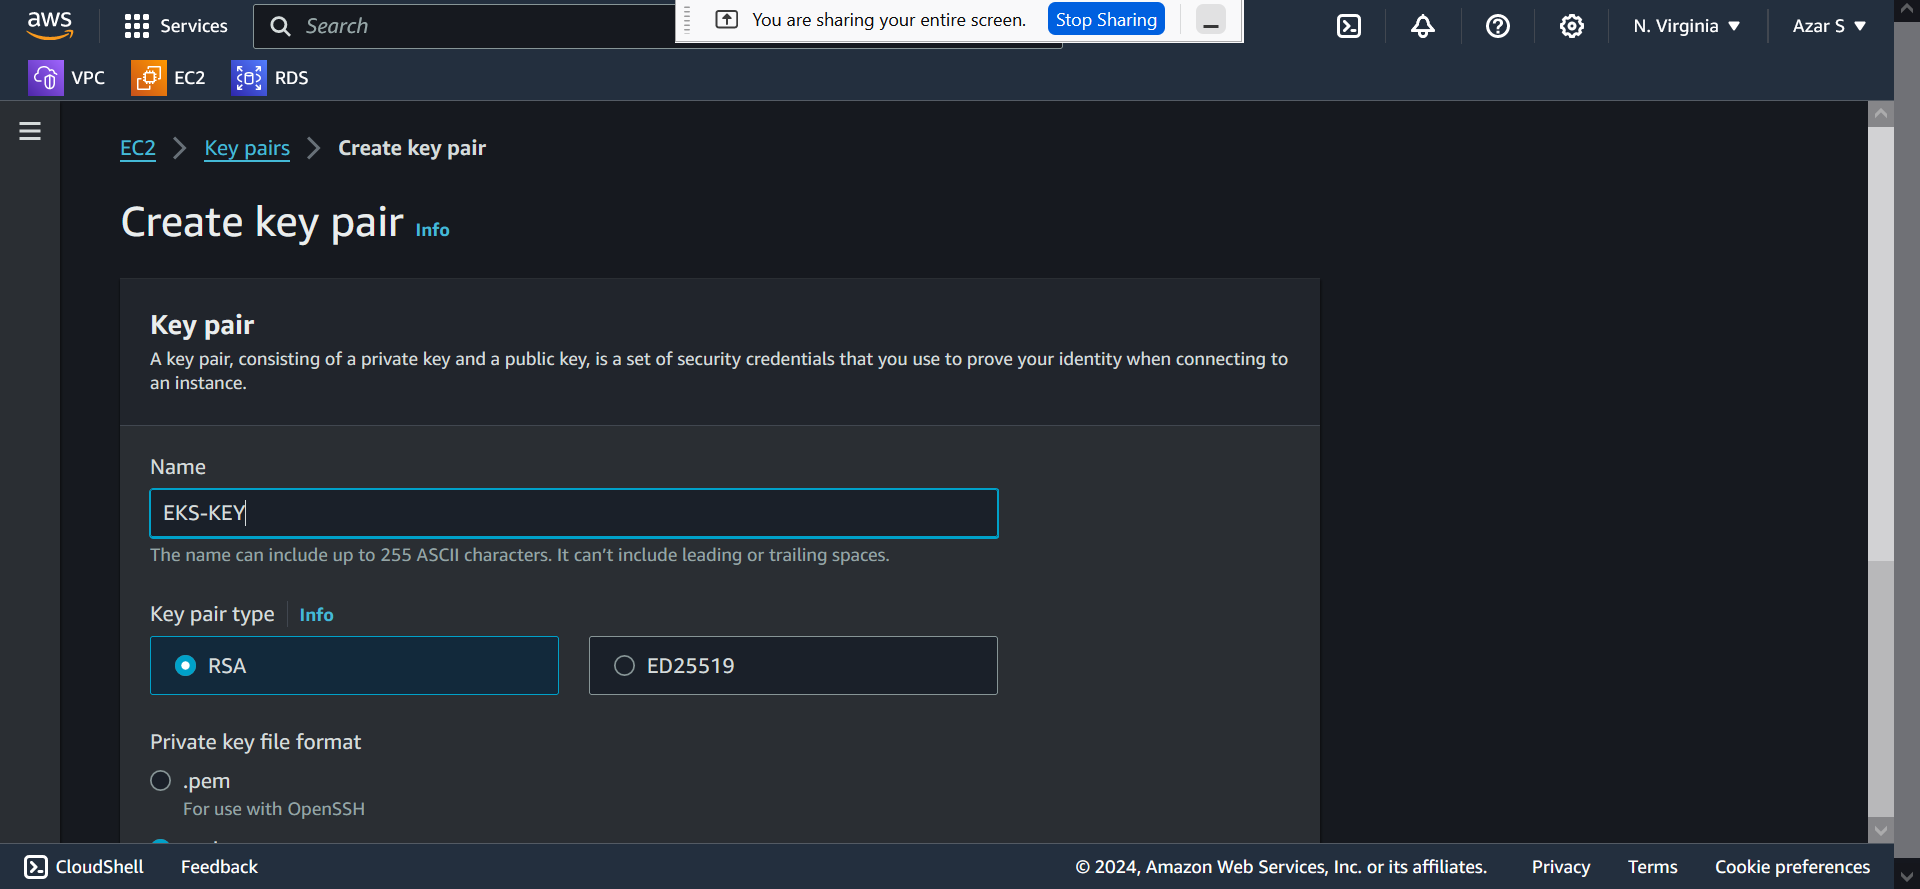 aws
Services
Search
You are sharing your entire screen.
Stop Sharing
N. Virginia
Azar S
VPC
EC2
RDS
EC2
Key pairs
Create key pair
Create key pair Info
Key pair
A key pair, consisting of a private key and a public key, is a set of security credentials that you use to prove your identity when connecting to
an instance.
Name
EKS-KEY
The name can include up to 255 ASCII characters. It can’t include leading or trailing spaces.
Key pair type Info
RSA
ED25519
Private key file format
.pem
For use with OpenSSH
CloudShell
Feedback
© 2024, Amazon Web Services, Inc. or its affiliates.
Privacy
Terms
Cookie preferences